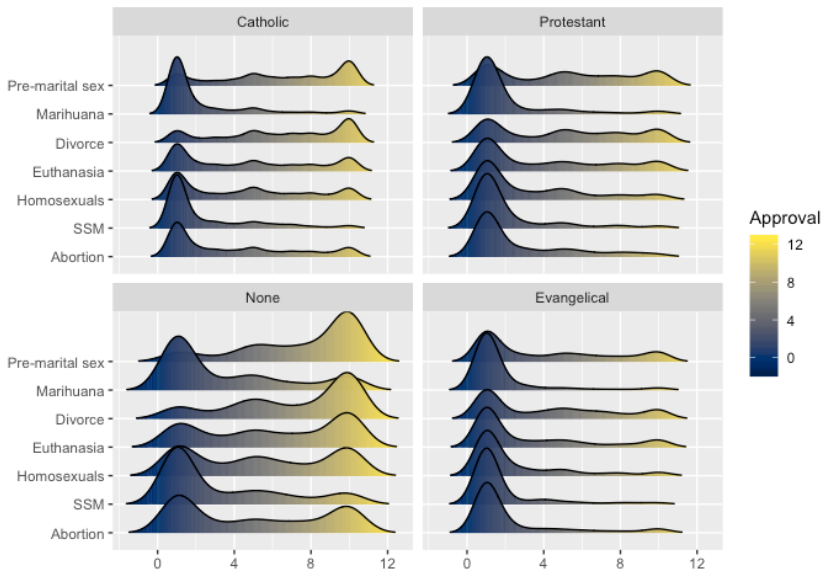 Catholic
Protestant
Pre-marital sex
Marihuana
Divorce
Euthanasia
Homosexuals
SSM
Abortion
Approval
12
8
4
0
None
Evangelical
Pre-marital sex
Marihuana
Divorce
Euthanasia
Homosexuals
SSM
Abortion
0 4 8 12
0 4 8 12